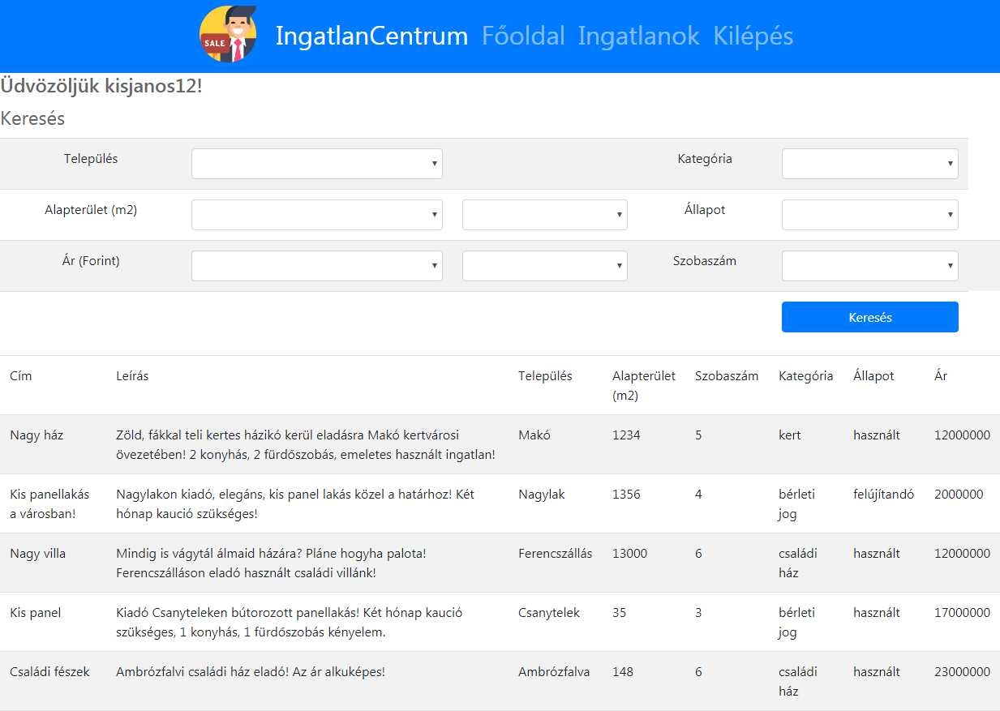 SALE
IngatlanCentrum Főoldal Ingatlanok Kilépés
Üdvözöljük kisjanos12!
Keresés
Település Kategória
Alapterület (m2) Állapot
Ár (Forint) Szobaszám
Keresés
Cím Leírás Település Alapterület Szobaszám Kategória Állapot Ár
(m2)
Nagy ház Zöld, fákkal teli kertes házikó kerül eladásra Makó kertvárosi Makó 1234 5 kert használt 12000000
övezetében! 2 konyhás, 2 fürdőszobás, emeletes használt ingatlan!
Kis panellakás Nagylakon kiadó, elegáns, kis panel lakás közel a határhoz! Két Nagylak 1356 4 bérleti felújítandó 2000000
a városban! hónap kaució szükséges! jog
Nagy villa Mindig is vágytál álmaid házára? Pláne hogyha palota! Ferencszállás 13000 6 családi használt 12000000
Ferencszálláson eladó használt családi villánk! ház
Kis panel Kiadó Csanyteleken bútorozott panellakás! Két hónap kaució Csanytelek 35 3 bérleti használt 17000000
szükséges, 1 konyhás, 1 fürdőszobás kényelem. jog
Családi fészek Ambrózfalvi családi ház eladó! Az ár alkuképes! Ambrózfalva 148 6 családi használt 23000000
ház